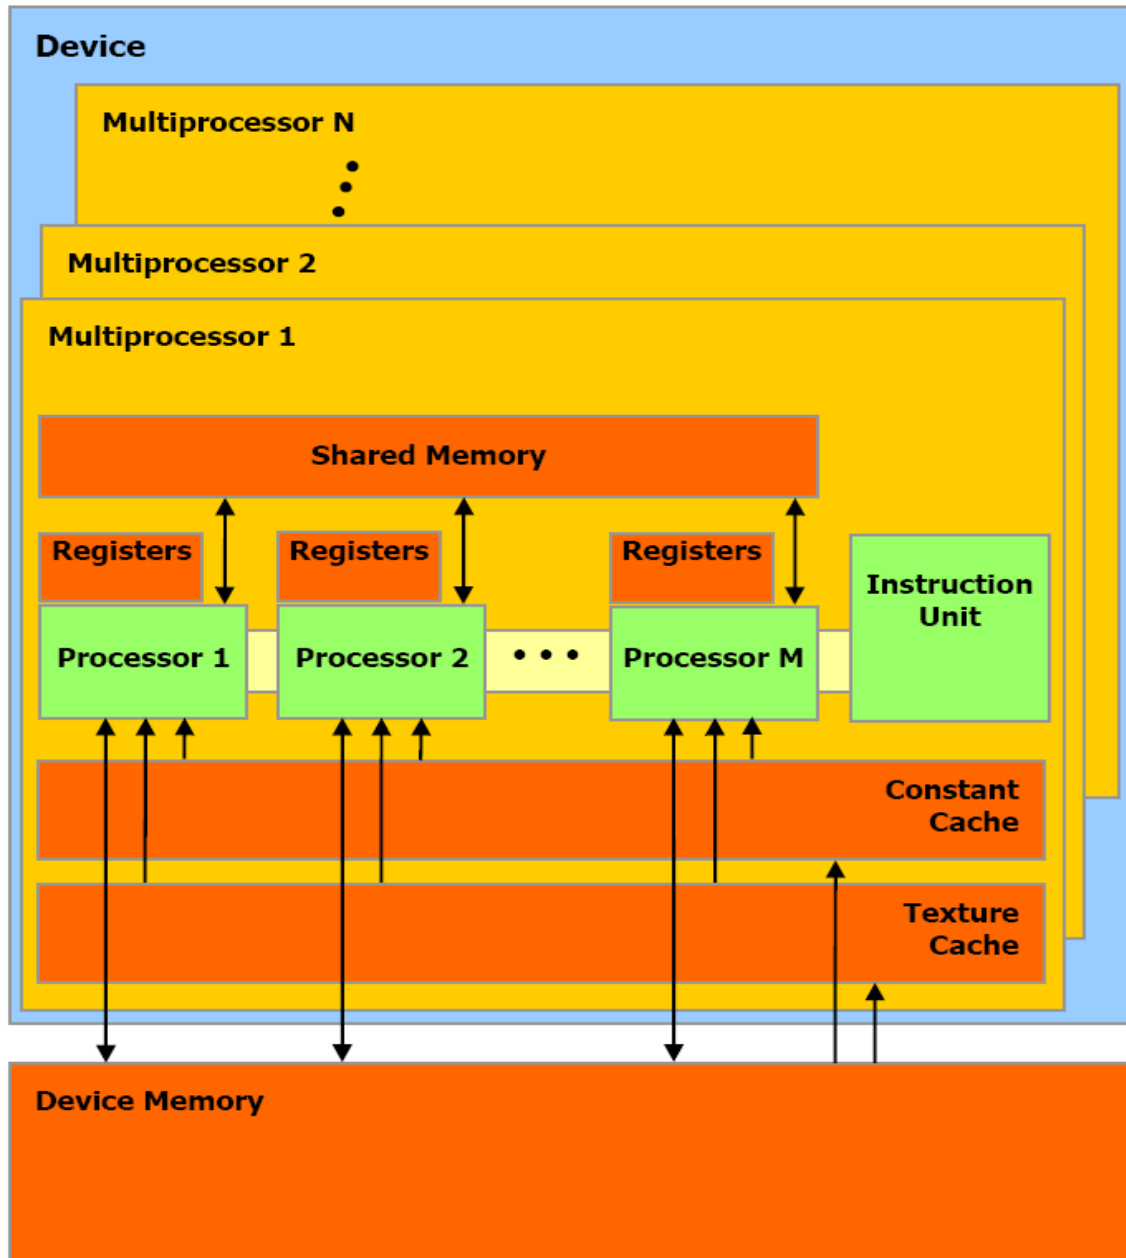 Device
Multiprocessor N
Multiprocessor 2
Multiprocessor 1
Shared Memory
Registers
Registers
Registers
Instruction
Unit
Processor 1
Processor 2
Processor M
Constant
Cache
Texture
Cache
Device Memory